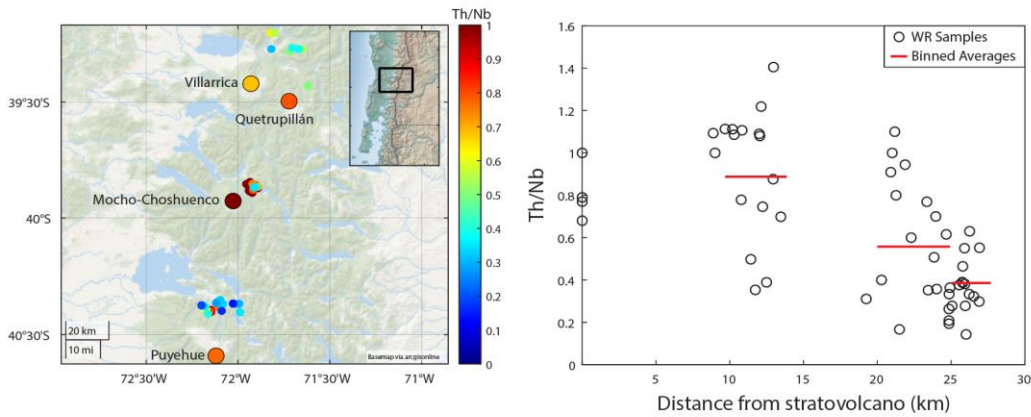 Th/Nb
1
0.9
0.8
0.7
0.6
0.5
0.4
0.3
0.2
0.1
0
39°30'S
40°S
40°30'S
Villarrica
Quetrupillán
Mocho-Choshuenco
Puyehue
20 km
10 mi
Basemap via arcgisonline
72°30'W
72°W
71°30'W
71°W
WR Samples
Binned Averages
Th/Nb
1.6
1.4
1.2
1.0
0.8
0.6
0.4
0.2
0
5
10
15
20
25
30
Distance from stratovolcano (km)